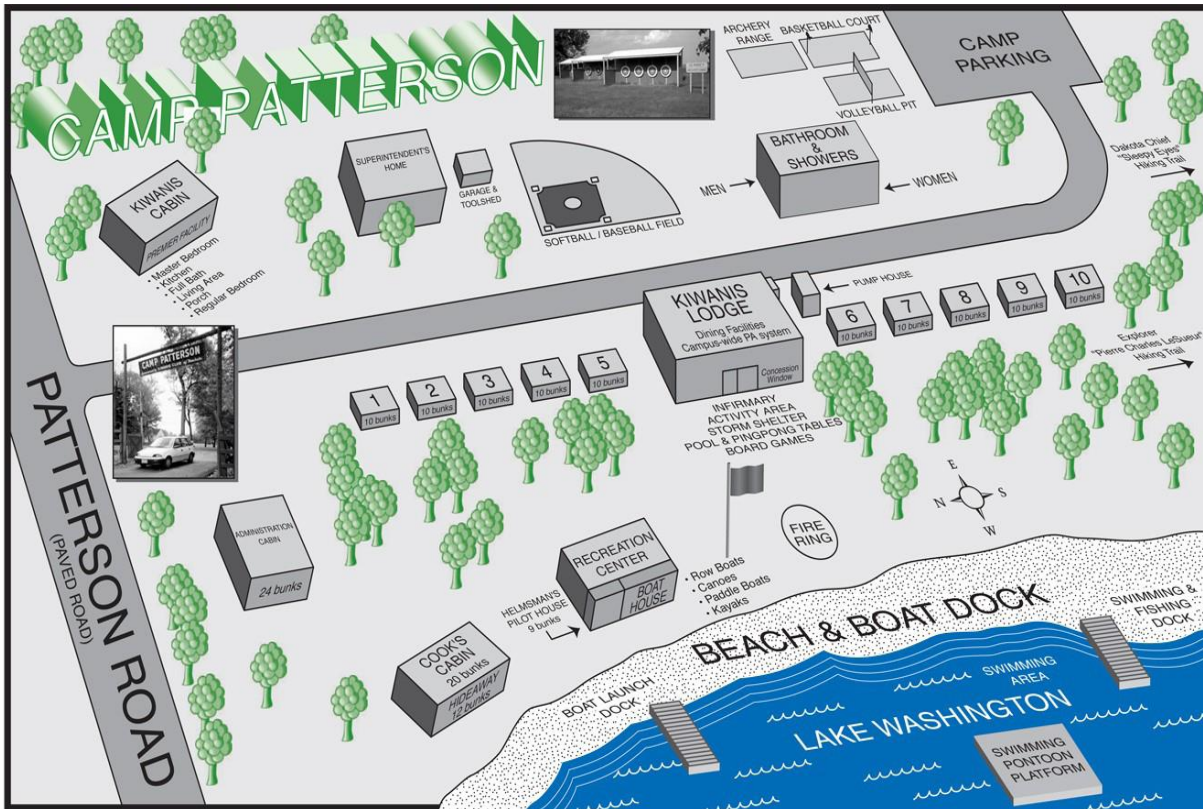 CAMP PATTERSON
ARCHERY
RANGE
BASKETBALL COURT
VOLLEYBALL PIT
CAMP
PARKING
Dakota Chief
"Sleepy Eyes"
Hiking Trail
KIWANIS
CABIN
PREMIER FACILITY
• Master Bedroom
• Kitchen
• Full Bath
• Living Area
• Porch
• Regular Bedroom
SUPERINTENDENT'S
HOME
GARAGE &
TOOLSHED
SOFTBALL / BASEBALL FIELD
BATHROOM
&
SHOWERS
MEN
WOMEN
KIWANIS
LODGE
Dining Facilities
Campus-wide PA system
Concession
Window
PUMP HOUSE
INFIRMARY
ACTIVITY AREA
STORM SHELTER
POOL & PINGPONG TABLES
BOARD GAMES
1
10 bunks
2
10 bunks
3
10 bunks
4
10 bunks
5
10 bunks
6
10 bunks
7
10 bunks
8
10 bunks
9
10 bunks
10
10 bunks
Explorer
"Pierre Charles LeSueur"
Hiking Trail
CAMP PATTERSON
PATTERSON ROAD
(PAVED ROAD)
ADMINISTRATION
CABIN
24 bunks
HELMSMAN'S
PILOT HOUSE
9 bunks
RECREATION
CENTER
BOAT
HOUSE
• Row Boats
• Canoes
• Paddle Boats
• Kayaks
FIRE
RING
N
E
S
W
COOK'S
CABIN
20 bunks
HIDEAWAY
12 bunks
BEACH & BOAT DOCK
BOAT LAUNCH
DOCK
SWIMMING &
FISHING
DOCK
SWIMMING
AREA
LAKE WASHINGTON
SWIMMING
PONTOON
PLATFORM